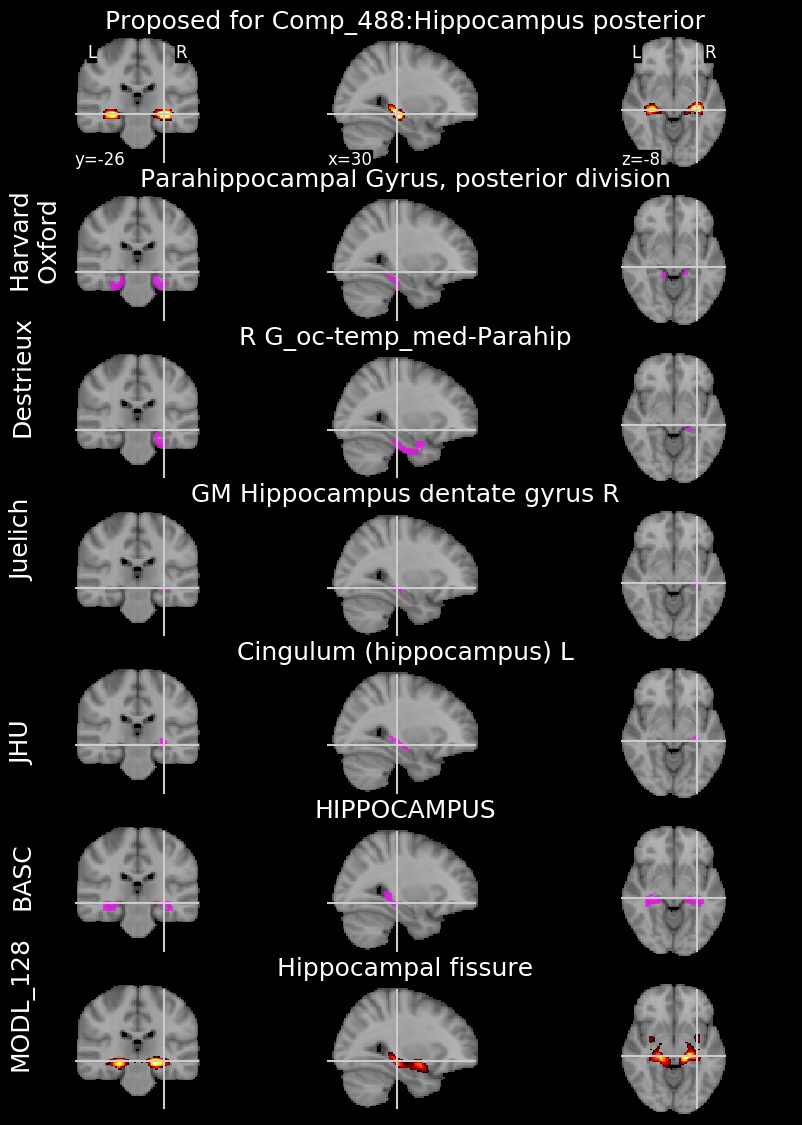 Proposed for Comp_488:Hippocampus posterior
L R
L R
y=-26 x=30 z=-8
Parahippocampal Gyrus, posterior division
Harvard
Oxford
R G_oc-temp_med-Parahip
Destrieux
GM Hippocampus dentate gyrus R
Juelich
Cingulum (hippocampus) L
JHU
HIPPOCAMPUS
BASC
Hippocampal fissure
MODL_128